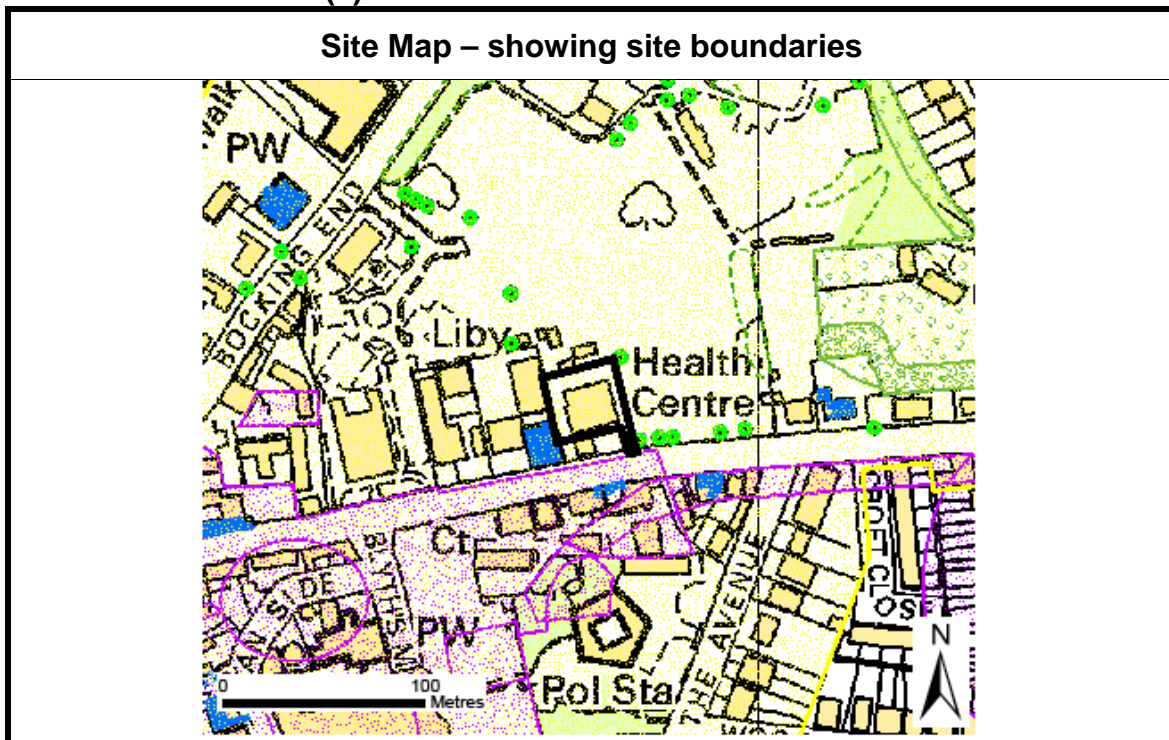 Site Map – showing site boundaries
Walk
PW
BOCKING END
Liby
Health
Centre
Ct
PW
Pol Sta
THE AVENUE
CROFT CLOSE
N
0 100
Metres